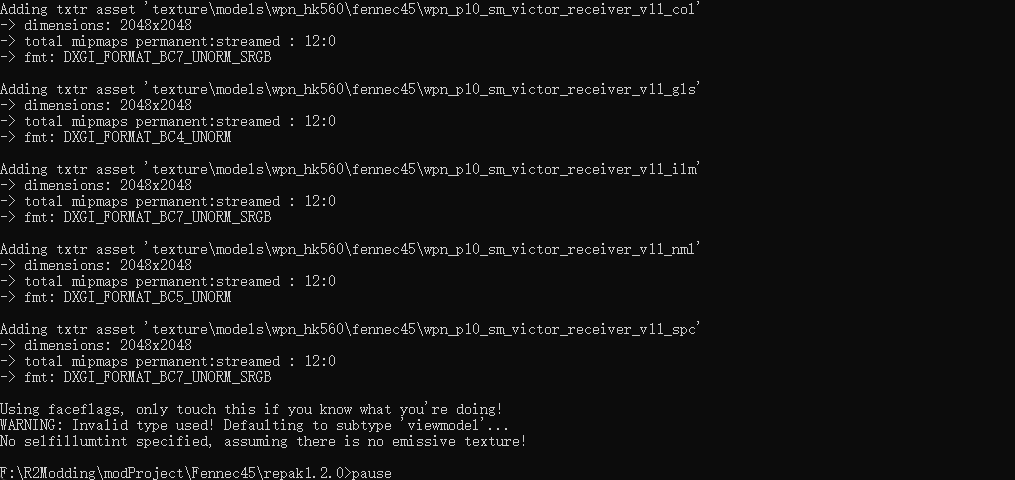 Adding txtr asset 'texture\models\wpn_hk560\fennec45\wpn_p10_sm_victor_receiver_v11_col'
-> dimensions: 2048x2048
-> total mipmaps permanent:streamed : 12:0
-> fmt: DXGI_FORMAT_BC7_UNORM_SRGB
Adding txtr asset 'texture\models\wpn_hk560\fennec45\wpn_p10_sm_victor_receiver_v11_gls'
-> dimensions: 2048x2048
-> total mipmaps permanent:streamed : 12:0
-> fmt: DXGI_FORMAT_BC4_UNORM
Adding txtr asset 'texture\models\wpn_hk560\fennec45\wpn_p10_sm_victor_receiver_v11_ilm'
-> dimensions: 2048x2048
-> total mipmaps permanent:streamed : 12:0
-> fmt: DXGI_FORMAT_BC7_UNORM_SRGB
Adding txtr asset 'texture\models\wpn_hk560\fennec45\wpn_p10_sm_victor_receiver_v11_nml'
-> dimensions: 2048x2048
-> total mipmaps permanent:streamed : 12:0
-> fmt: DXGI_FORMAT_BC5_UNORM
Adding txtr asset 'texture\models\wpn_hk560\fennec45\wpn_p10_sm_victor_receiver_v11_spc'
-> dimensions: 2048x2048
-> total mipmaps permanent:streamed : 12:0
-> fmt: DXGI_FORMAT_BC7_UNORM_SRGB
Using faceflags, only touch this if you know what you're doing!
WARNING: Invalid type used! Defaulting to subtype 'viewmodel'...
No selfillumtint specified, assuming there is no emissive texture!
F:\R2Modding\modProject\Fennec45\repak1.2.0>pause